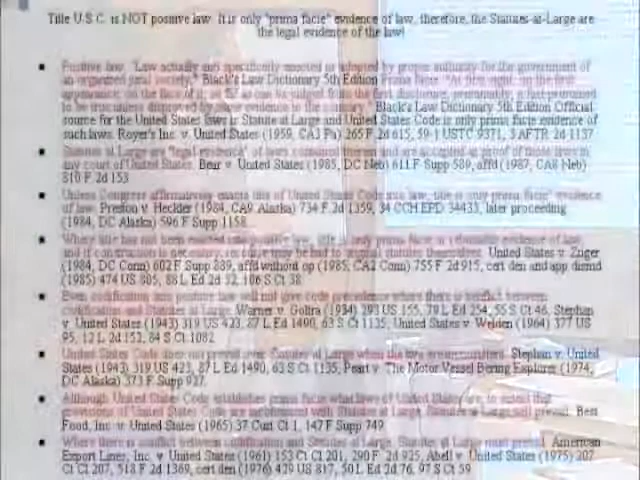 Title U.S.C. is NOT positive law. It is only "prima facie" evidence of law, therefore, the Statutes-at-Large are
the legal evidence of the law!
Positive law. "Law actually and specifically enacted or adopted by proper authority for the government of
an organized jural society." Black's Law Dictionary 5th Edition Prima facie. "At first sight; on the first
appearance; on the face of it; so far as can be judged from the first disclosure; presumably; a fact presumed
to be true unless disproved by some evidence to the contrary." Black's Law Dictionary 5th Edition Official
source for the United States laws is Statute at Large and United States Code is only prima facie evidence of
such laws. Royer's Inc. v. United States (1959, CA3 Pa) 265 F 2d 615, 59-1 USTC 9371, 3 AFTR 2d 1137
Statutes at Large are "legal evidence" of laws contained therein and are accepted as proof of those laws in
any court of United States. Bear v. United States (1985, DC Neb) 611 F Supp 589, affd (1987, CA8 Neb)
810 F 2d 153
Unless Congress affirmatively enacts title of United States Code into law, title is only prima facie" evidence
of law. Preston v. Heckler (1984, CA9 Alaska) 734 F 2d 1359, 34 CCH EPD 34433, later proceeding
(1984, DC Alaska) 596 F Supp 1158
Where title has not been enacted into positive law, title is only prima facie or rebuttable evidence of law
and if construction is necessary, recourse may be had to original statutes themselves. United States v. Zuger
(1984, DC Conn) 602 F Supp 889, affd without op (1985, CA2 Conn) 755 F 2d 915, cert den and app dismd
(1985) 474 US 805, 88 L Ed 2d 32, 106 S Ct 38
Even codification into positive law will not give code precedence where there is conflict between
codification and Statutes at Large. Warner v. Goltra (1934) 293 US 155, 79 L Ed 254, 55 S Ct 46, Stephan
v. United States (1943) 319 US 423, 87 L Ed 1490, 63 S Ct 1135, United States v. Welden (1964) 377 US
95, 12 L 2d 152, 84 S Ct 1082
United States Code does not prevail over Statutes at Large when the two are inconsistent. Stephan v. United
States (1943) 319 US 423, 87 L Ed 1490, 63 S Ct 1135, Peart v. The Motor Vessel Bering Explorer (1974,
DC Alaska) 373 F Supp 927.
Although United States Code establishes prima facie what laws of United States are, to extent that
provisions of United States Code are inconsistent with Statutes at Large, Statutes at Large will prevail. Best
Food, Inc. v. United States (1965) 37 Cust Ct 1, 147 F Supp 749
Where there is conflict between codification and Statutes at Large, Statutes at Large must prevail. American
Export Lines, Inc. v. United States (1961) 153 Ct Cl 201, 290 F 2d 925, Abell v. United States (1975) 207
Ct Cl 207, 518 F 2d 1369, cert den (1976) 429 US 817, 50 L Ed 2d 76, 97 S Ct 59